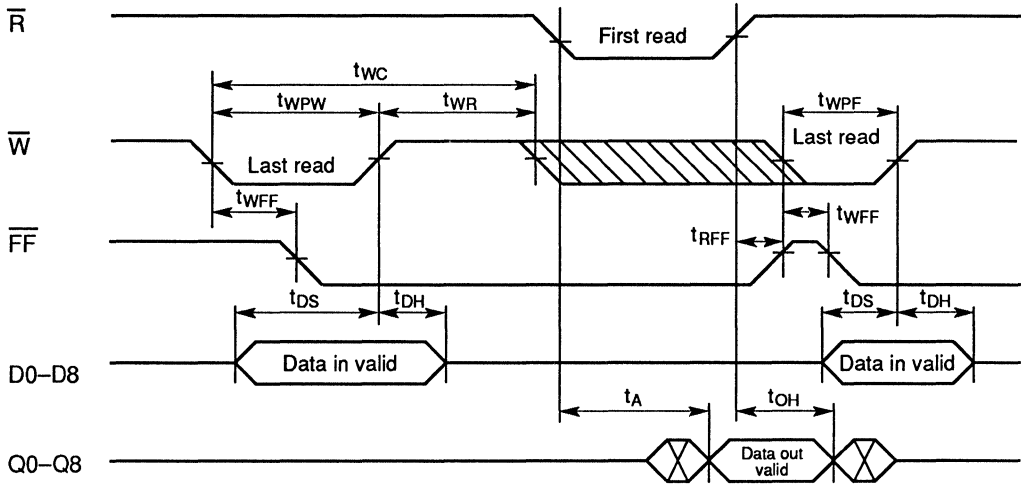 R
First read
tWC
tWPW
tWR
tWPF
W
Last read
Last read
tWFF
tWFF
FF
tRFF
tDS
tDH
tDS
tDH
D0–D8
Data in valid
Data in valid
tA
tOH
Q0–Q8
Data out
valid